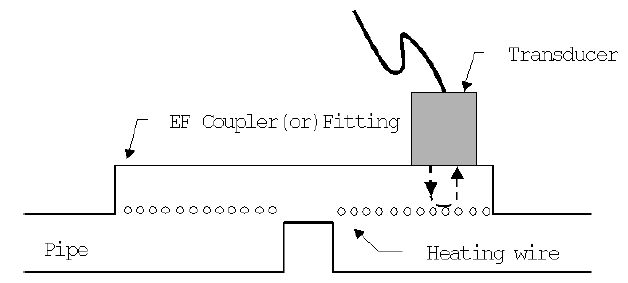 Transducer
EF Coupler(or)Fitting
Pipe
Heating wire